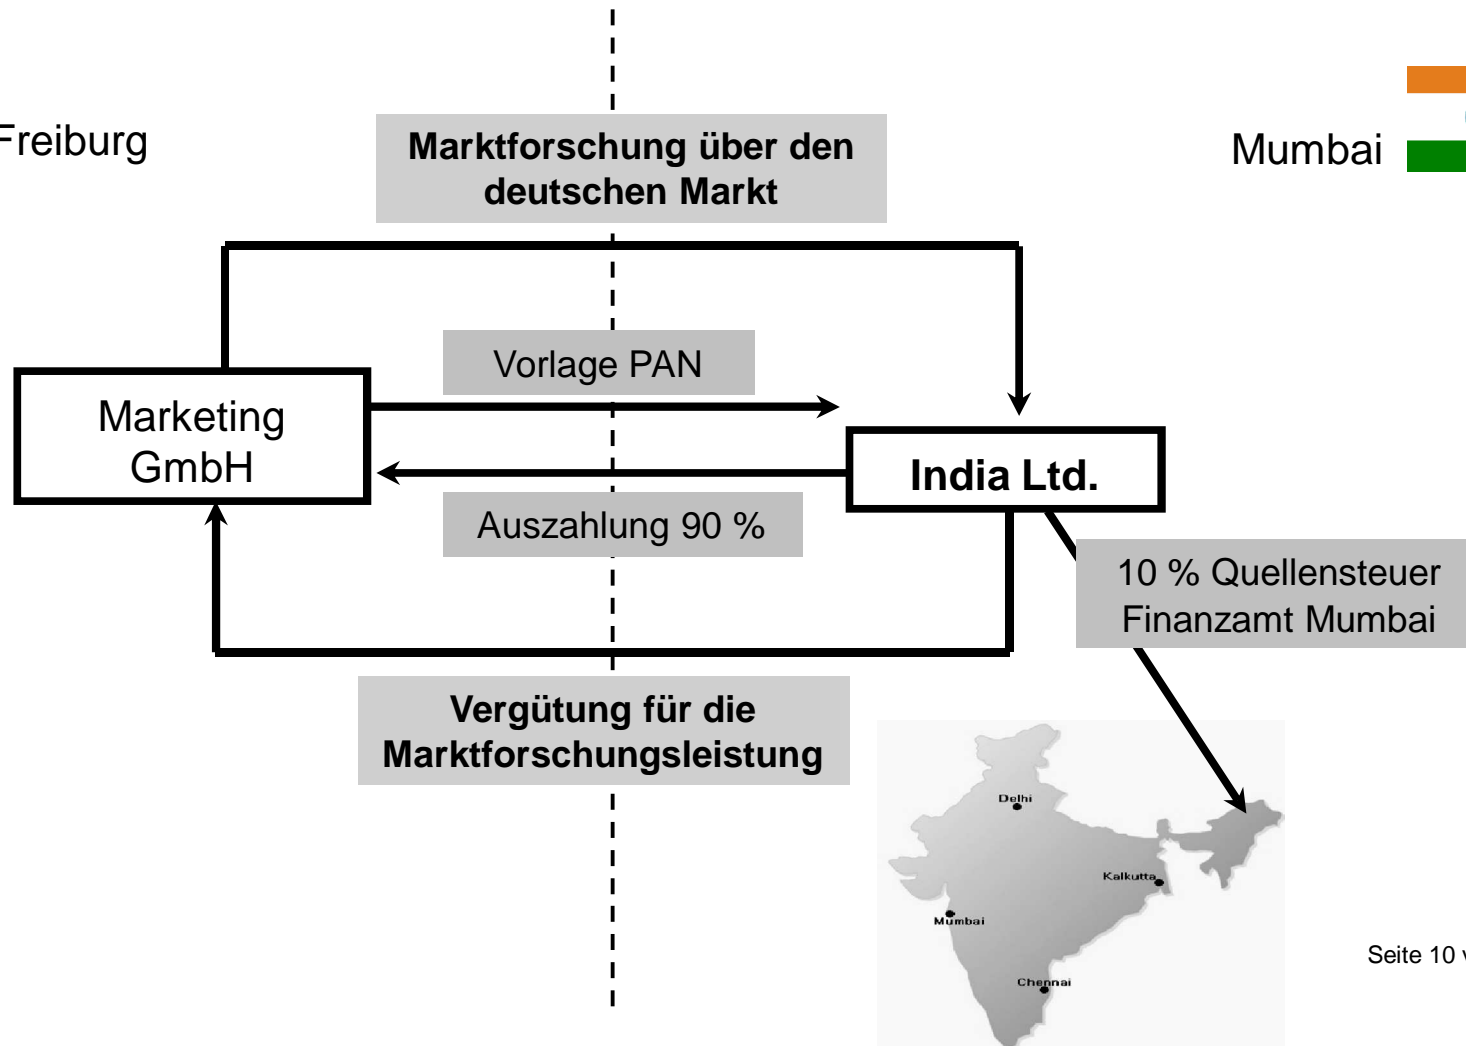 Freiburg
Marktforschung über den
deutschen Markt
Mumbai
Vorlage PAN
Marketing
GmbH
India Ltd.
Auszahlung 90 %
10 % Quellensteuer
Finanzamt Mumbai
Vergütung für die
Marktforschungsleistung
Delhi
Kalkutta
Mumbai
Chennai
Seite 10 v